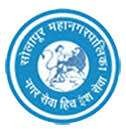 सोलापूर महानगरपालिका
नगर सेवा हिच देश सेवा